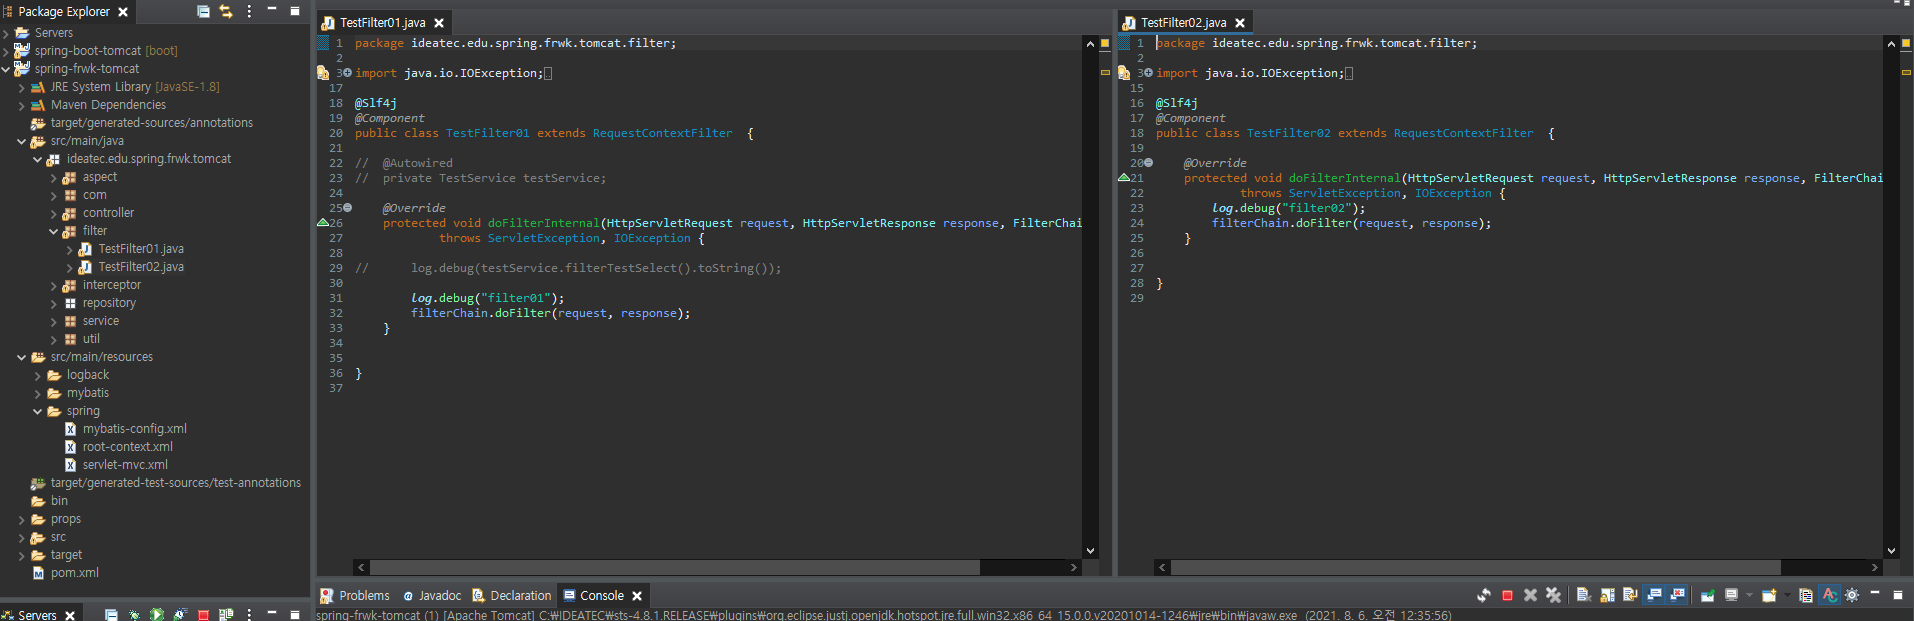 Package Explorer
Servers
spring-boot-tomcat [boot]
spring-frwk-tomcat
JRE System Library [JavaSE-1.8]
Maven Dependencies
target/generated-sources/annotations
src/main/java
ideatec.edu.spring.frwk.tomcat
aspect
com
controller
filter
TestFilter01.java
TestFilter02.java
interceptor
repository
service
util
src/main/resources
logback
mybatis
spring
mybatis-config.xml
root-context.xml
servlet-mvc.xml
target/generated-test-sources/test-annotations
bin
props
src
target
pom.xml
Servers
TestFilter01.java
1 package ideatec.edu.spring.frwk.tomcat.filter;
2
3 import java.io.IOException;
17
18 @Slf4j
19 @Component
20 public class TestFilter01 extends RequestContextFilter {
21
22 // @Autowired
23 // private TestService testService;
24
25 @Override
26 protected void doFilterInternal(HttpServletRequest request, HttpServletResponse response, FilterChai
27 throws ServletException, IOException {
28
29 // log.debug(testService.filterTestSelect().toString());
30
31 log.debug("filter01");
32 filterChain.doFilter(request, response);
33 }
34
35
36 }
37
TestFilter02.java
1 package ideatec.edu.spring.frwk.tomcat.filter;
2
3 import java.io.IOException;
15
16 @Slf4j
17 @Component
18 public class TestFilter02 extends RequestContextFilter {
19
20 @Override
21 protected void doFilterInternal(HttpServletRequest request, HttpServletResponse response, FilterChai
22 throws ServletException, IOException {
23 log.debug("filter02");
24 filterChain.doFilter(request, response);
25 }
26
27
28 }
29
Problems @ Javadoc Declaration Console
spring-frwk-tomcat (1) [Apache Tomcat] C:₩IDEATEC₩sts-4.8.1.RELEASE₩plugins₩org.eclipse.justj.openjdk.hotspot.jre.full.win32.x86_64_15.0.0.v20201014-1246₩jre₩bin₩javaw.exe (2021. 8. 6. 오전 12:35:56)